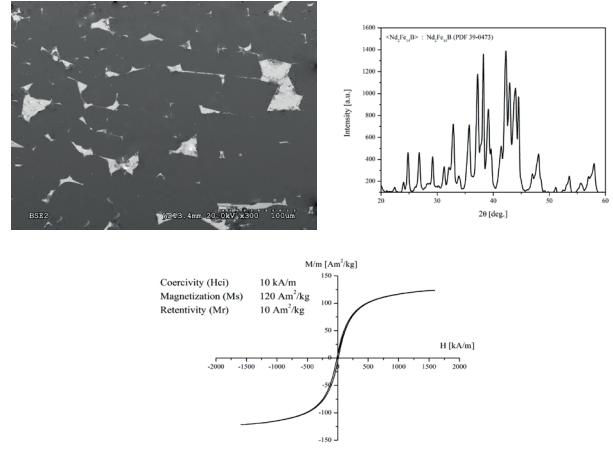 BSE2
20.0kV x300 100um
<Nd₂Fe₁₄B> : Nd₂Fe₁₄B (PDF 39-0473)
Intensity [a.u.]
1600
1400
1200
1000
800
600
400
200
20 30 40 50 60
2θ [deg.]
M/m [Am²/kg]
Coercivity (Hci) 10 kA/m
Magnetization (Ms) 120 Am²/kg
Retentivity (Mr) 10 Am²/kg
150
100
50
H [kA/m]
-2000 -1500 -1000 -500 0 500 1000 1500 2000
-50
-100
-150